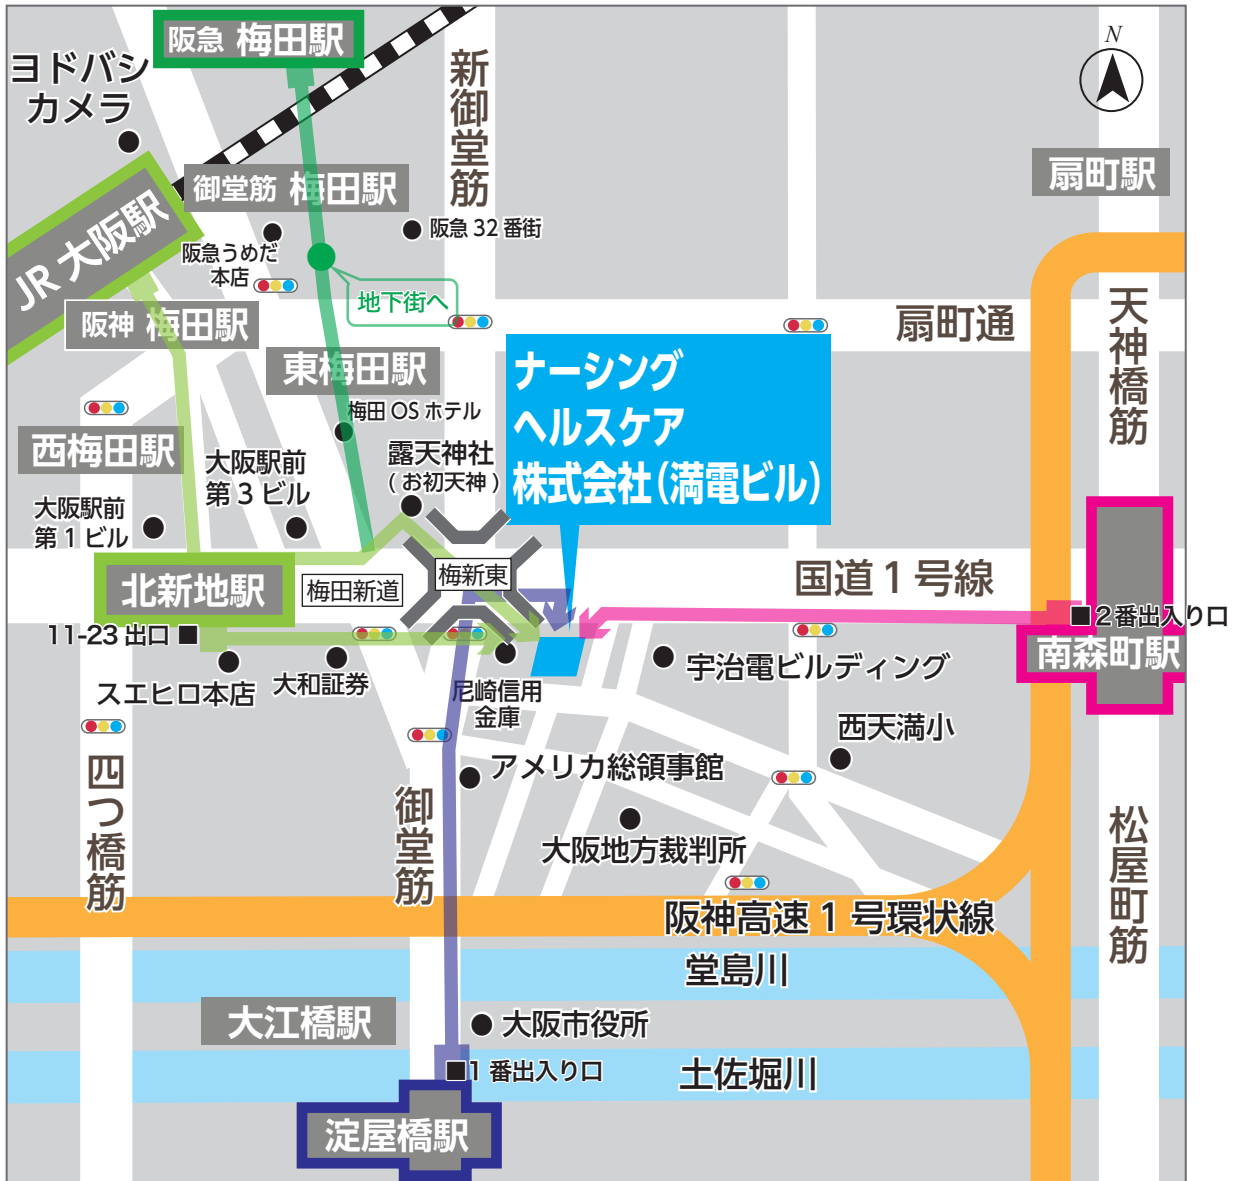 阪急 梅田駅
ヨドバシ
カメラ
新御堂筋
N
扇町駅
御堂筋 梅田駅
JR 大阪駅
阪急 32 番街
阪急うめだ
本店
地下街へ
阪神 梅田駅
扇町通
天神橋筋
ナーシング
ヘルスケア
株式会社(満電ビル)
東梅田駅
梅田 OS ホテル
西梅田駅
大阪駅前
第 3 ビル
露天神社
( お初天神 )
大阪駅前
第 1 ビル
北新地駅
梅田新道
梅新東
国道 1 号線
11-23 出口 ■
■ 2番出入り口
南森町駅
スエヒロ本店
大和証券
尼崎信用
金庫
宇治電ビルディング
西天満小
四つ橋筋
御堂筋
アメリカ総領事館
大阪地方裁判所
松屋町筋
阪神高速 1 号環状線
堂島川
大江橋駅
大阪市役所
■1 番出入り口
土佐堀川
淀屋橋駅